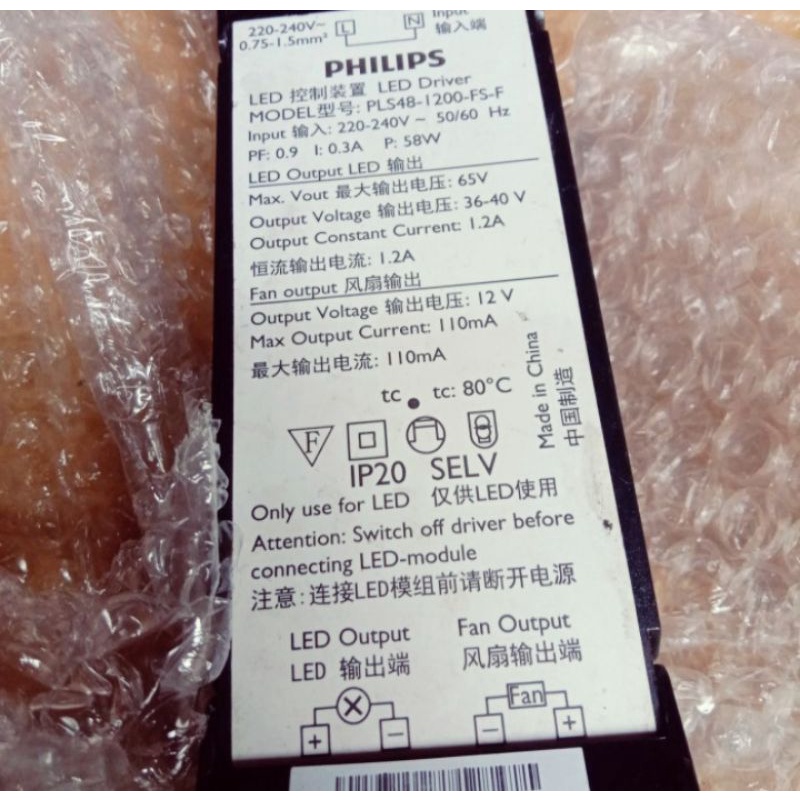 220-240V~ L N Input
0.75-1.5mm² 输入端
PHILIPS
LED 控制装置 LED Driver
MODEL型号: PLS48-1200-FS-F
Input 输入: 220-240V ~ 50/60 Hz
PF: 0.9 I: 0.3A P: 58W
LED Output LED 输出
Max. Vout 最大输出电压: 65V
Output Voltage 输出电压: 36-40 V
Output Constant Current: 1.2A
恒流输出电流: 1.2A
Fan output 风扇输出
Output Voltage 输出电压: 12 V
Max Output Current: 110mA
最大输出电流: 110mA
tc tc: 80°C
Made in China
中国制造
F
IP20 SELV
Only use for LED 仅供LED使用
Attention: Switch off driver before
connecting LED-module
注意: 连接LED模组前请断开电源
LED Output Fan Output
LED 输出端 风扇输出端
Fan
+ − − +